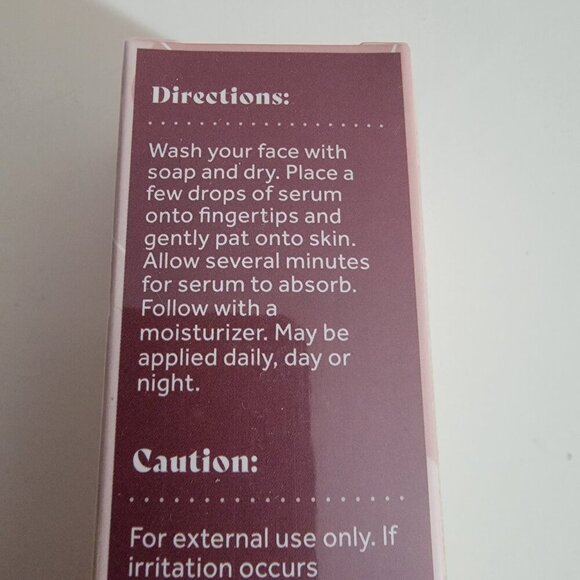 Directions:
Wash your face with
soap and dry. Place a
few drops of serum
onto fingertips and
gently pat onto skin.
Allow several minutes
for serum to absorb.
Follow with a
moisturizer. May be
applied daily, day or
night.
Caution:
For external use only. If
irritation occurs